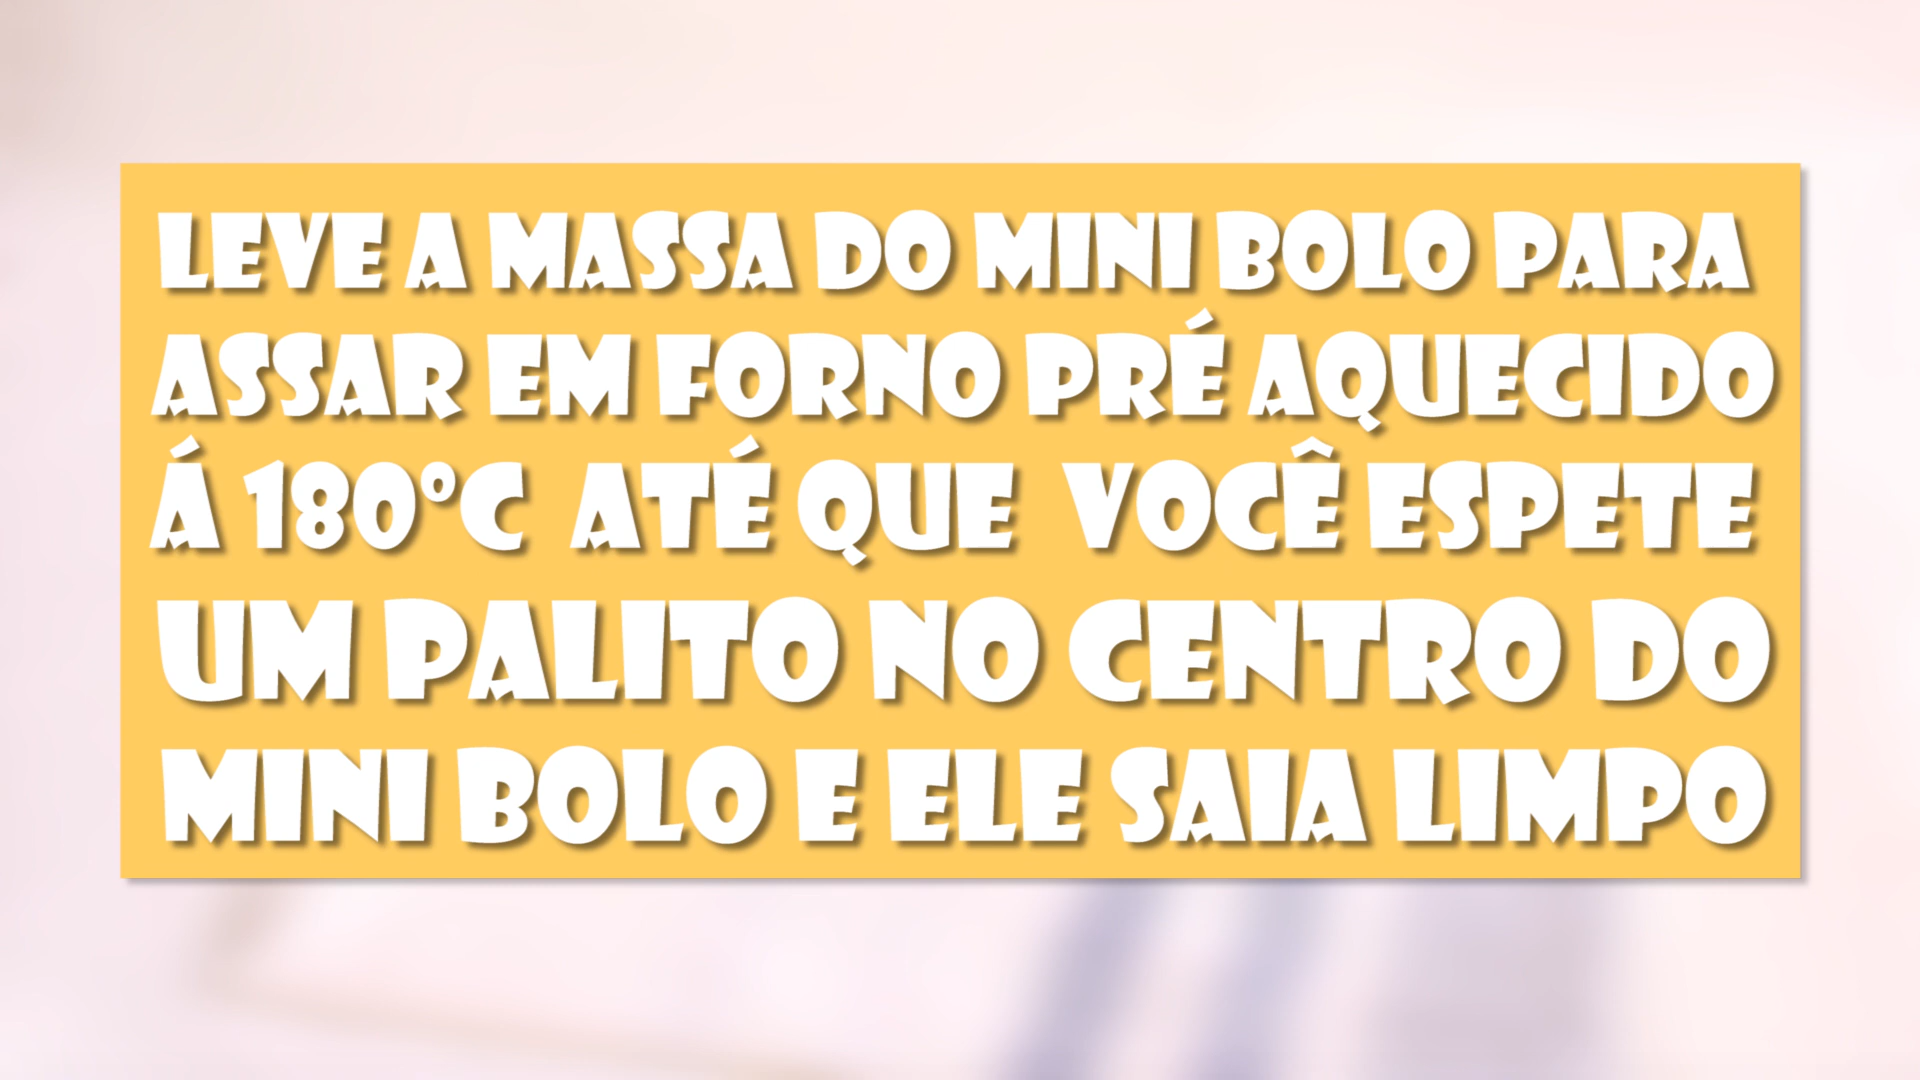 LEVE A MASSA DO MINI BOLO PARA
ASSAR EM FORNO PRÉ AQUECIDO
Á 180ºC ATÉ QUE VOCÊ ESPETE
UM PALITO NO CENTRO DO
MINI BOLO E ELE SAIA LIMPO